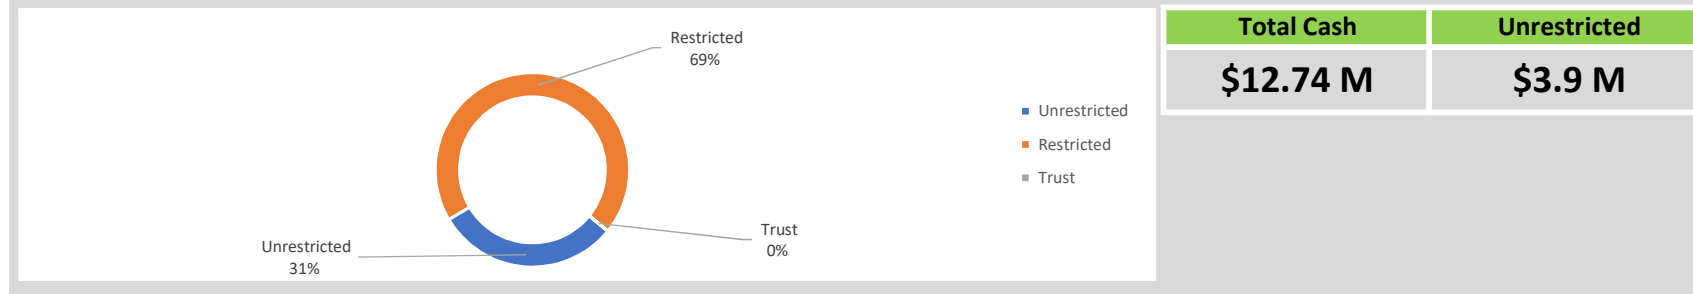 Restricted
69%
Unrestricted
Restricted
Trust
Trust
0%
Unrestricted
31%
Total Cash
Unrestricted
$12.74 M
$3.9 M